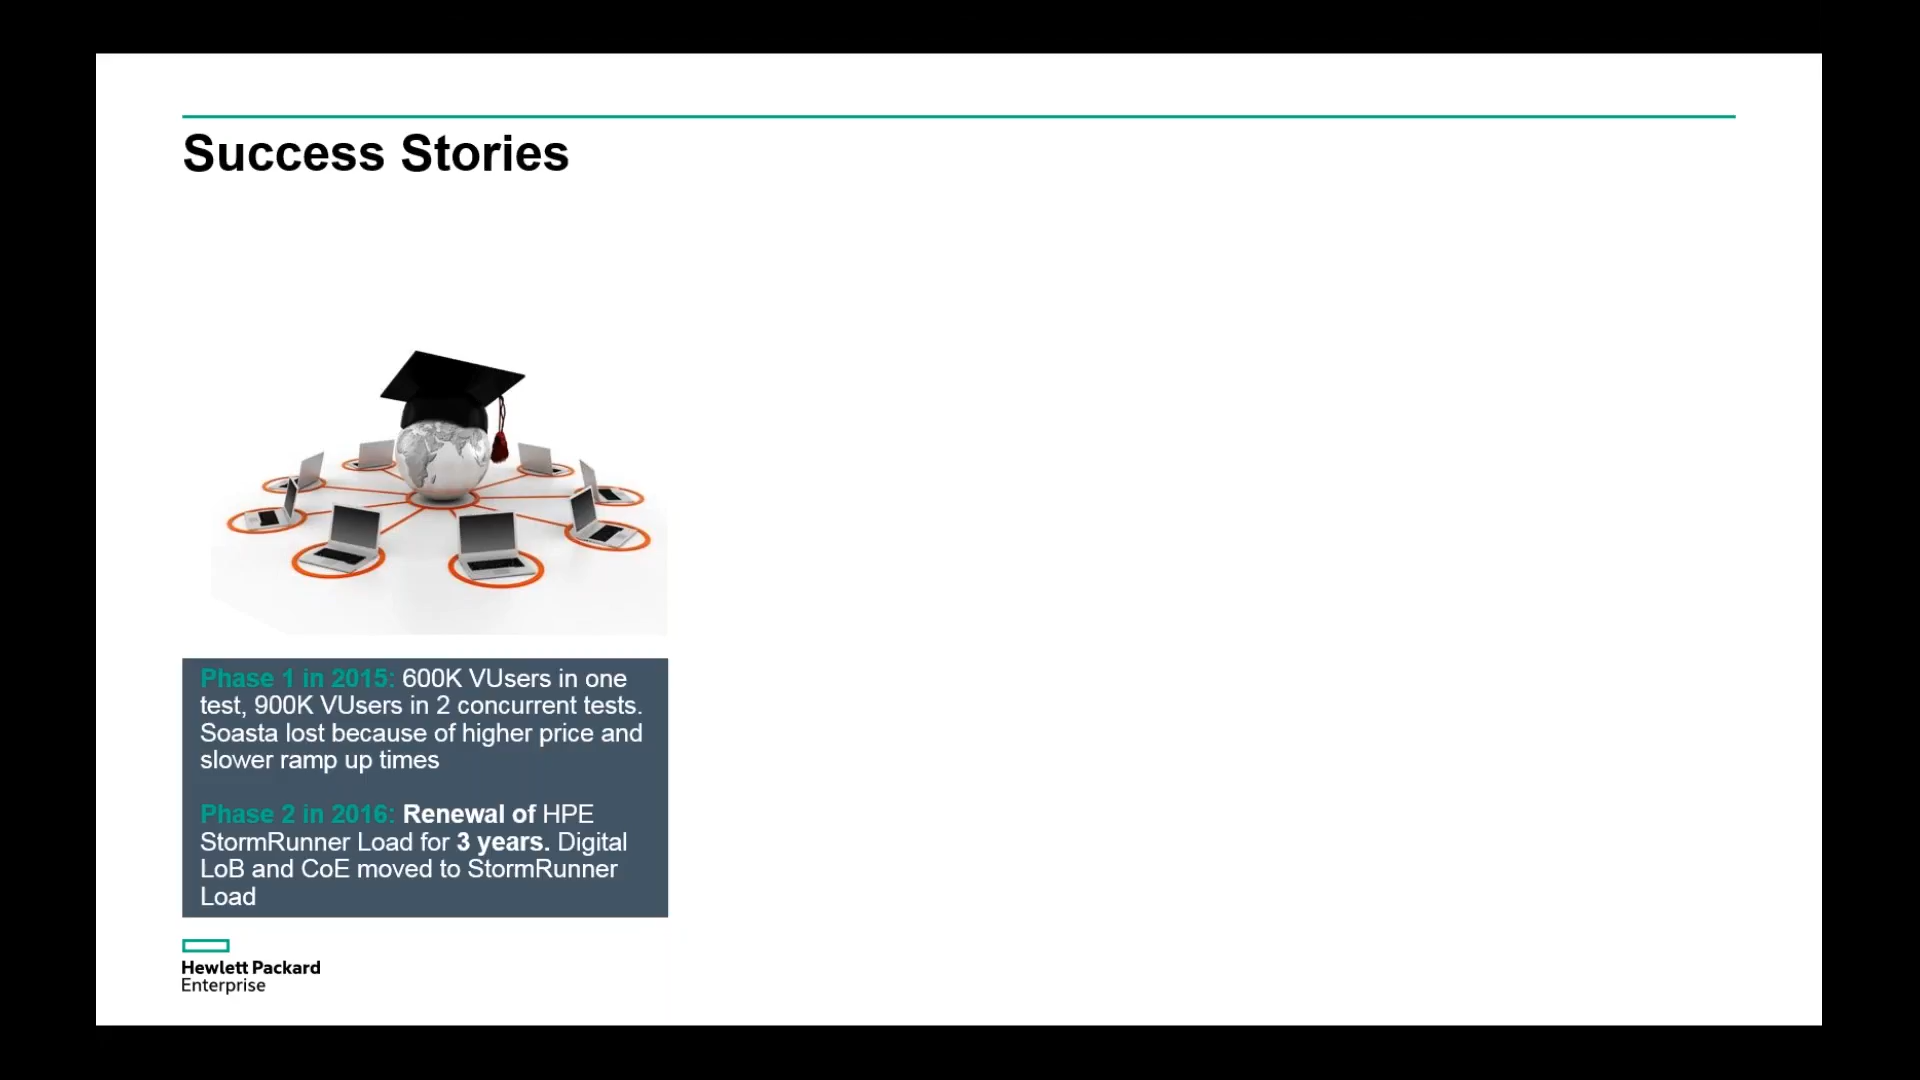 Success Stories
Phase 1 in 2015: 600K VUsers in one
test, 900K VUsers in 2 concurrent tests.
Soasta lost because of higher price and
slower ramp up times
Phase 2 in 2016: Renewal of HPE
StormRunner Load for 3 years. Digital
LoB and CoE moved to StormRunner
Load
Hewlett Packard
Enterprise